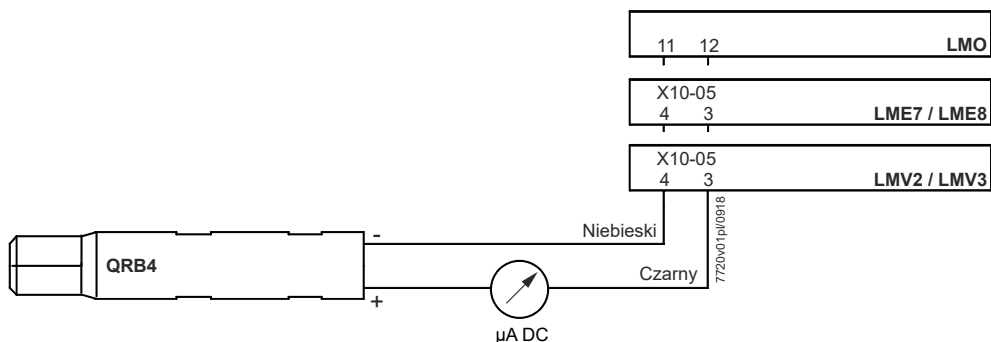 11 12 LMO
X10-05
4 3 LME7 / LME8
X10-05
4 3 LMV2 / LMV3
Niebieski
-
QRB4
Czarny
+
µA DC
7720v01pl/0918